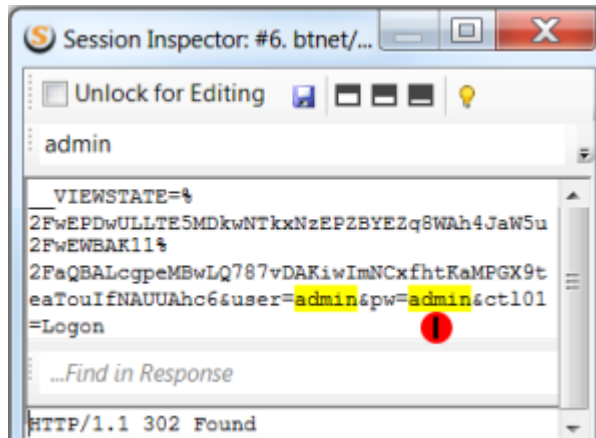 Session Inspector: #6. btnet/...
Unlock for Editing
admin
__VIEWSTATE=%
2FwEPDwULLTE5MDkwNTkxNzEPZBYEZq8WAh4JaW5u
2FwEWBAK11%
2FaQBALcgpeMBwLQ787vDAKiwImNCxfhtKaMPGX9t
eaTouIfNAUUAhc6&user=admin&pw=admin&ctl01
=Logon
...Find in Response
HTTP/1.1 302 Found